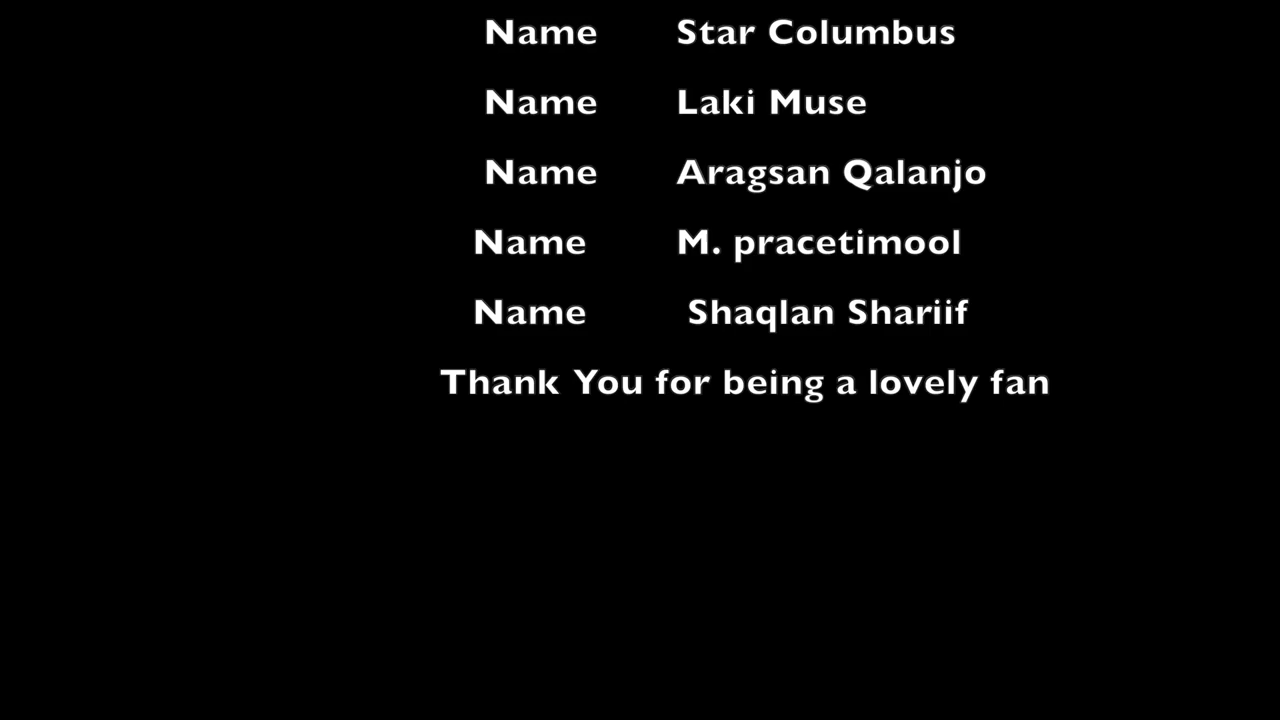 Name Star Columbus
Name Laki Muse
Name Aragsan Qalanjo
Name M. pracetimool
Name Shaqlan Shariif
Thank You for being a lovely fan